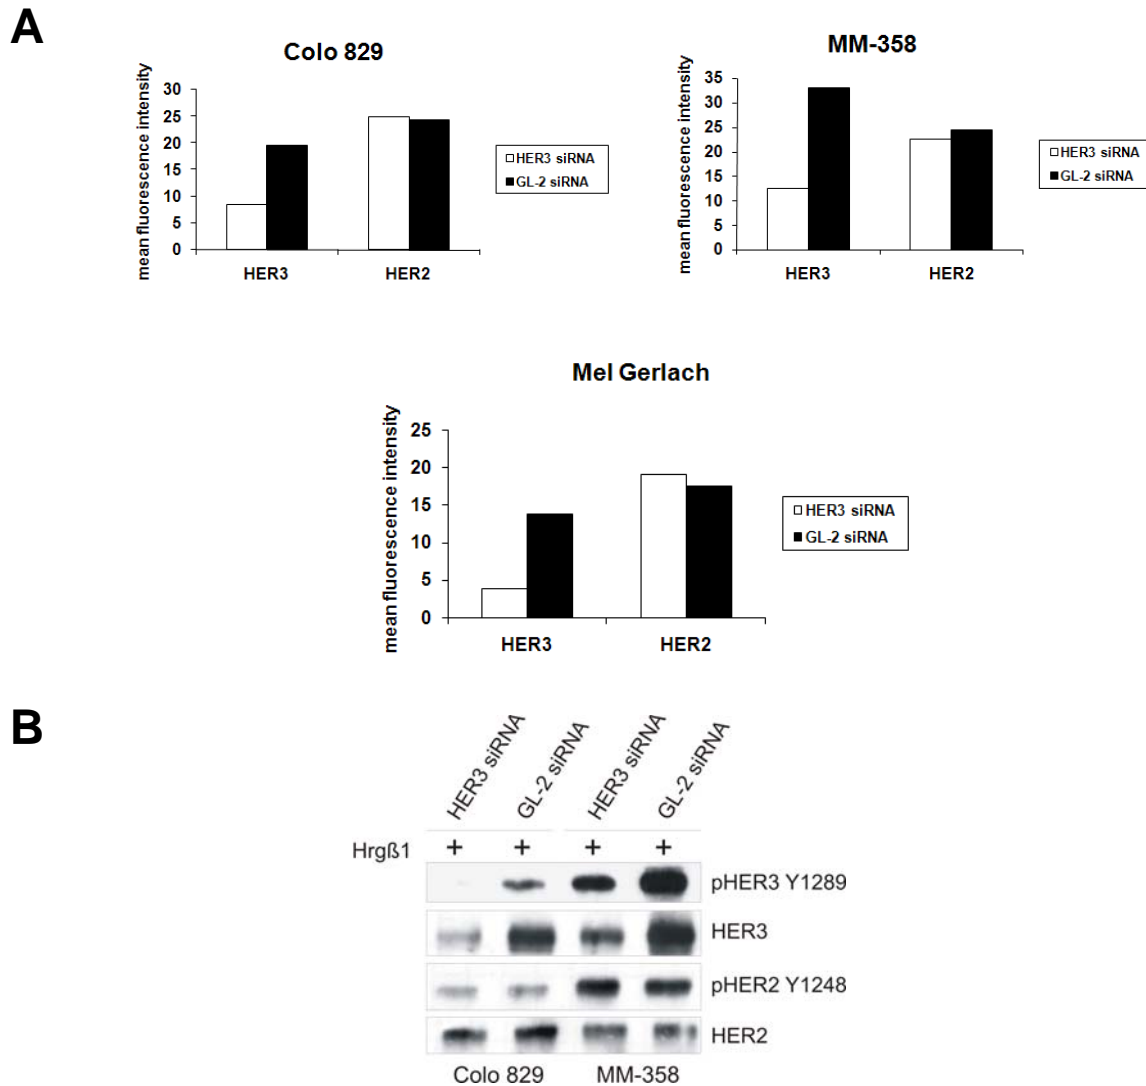 A
Colo 829
mean fluorescence intensity
30
25
20
15
10
5
0
HER3 HER2
HER3 siRNA
GL-2 siRNA
MM-358
mean fluorescence intensity
35
30
25
20
15
10
5
0
HER3 HER2
HER3 siRNA
GL-2 siRNA
Mel Gerlach
mean fluorescence intensity
25
20
15
10
5
0
HER3 HER2
HER3 siRNA
GL-2 siRNA
B
HER3 siRNA
GL-2 siRNA
HER3 siRNA
GL-2 siRNA
Hrgß1 + + + +
pHER3 Y1289
HER3
pHER2 Y1248
HER2
Colo 829 MM-358